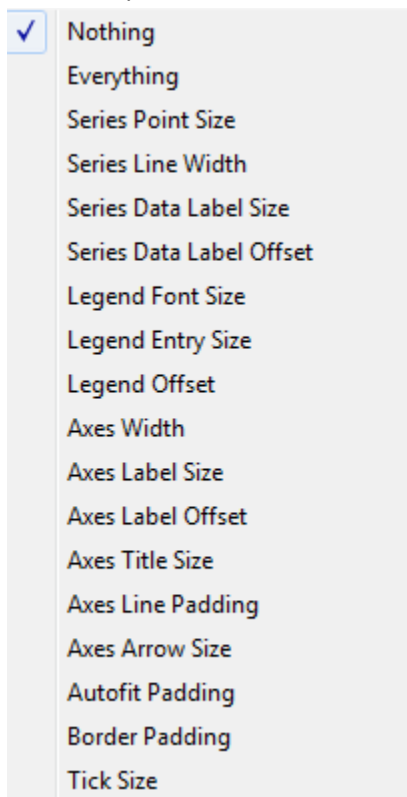 Nothing
Everything
Series Point Size
Series Line Width
Series Data Label Size
Series Data Label Offset
Legend Font Size
Legend Entry Size
Legend Offset
Axes Width
Axes Label Size
Axes Label Offset
Axes Title Size
Axes Line Padding
Axes Arrow Size
Autofit Padding
Border Padding
Tick Size